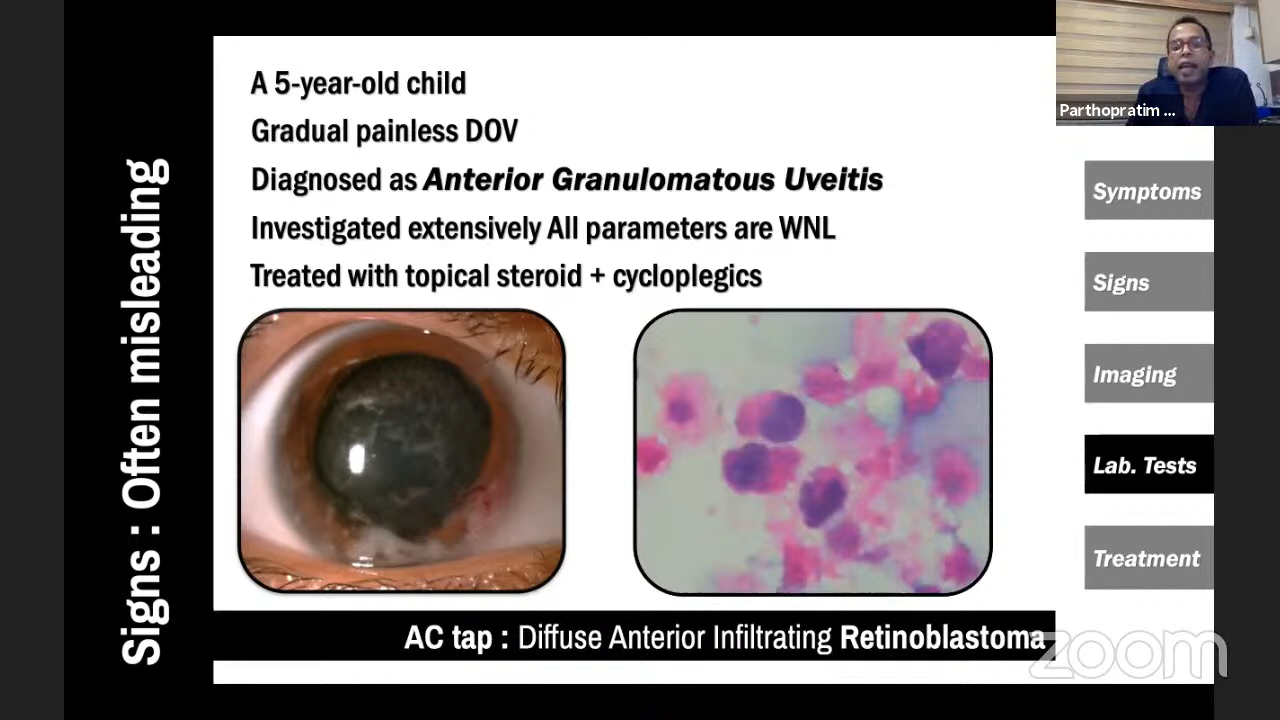 Signs : Often misleading
A 5-year-old child
Gradual painless DOV
Diagnosed as Anterior Granulomatous Uveitis
Investigated extensively All parameters are WNL
Treated with topical steroid + cycloplegics
AC tap : Diffuse Anterior Infiltrating Retinoblastoma
Parthopratim ...
Symptoms
Signs
Imaging
Lab. Tests
Treatment
zoom